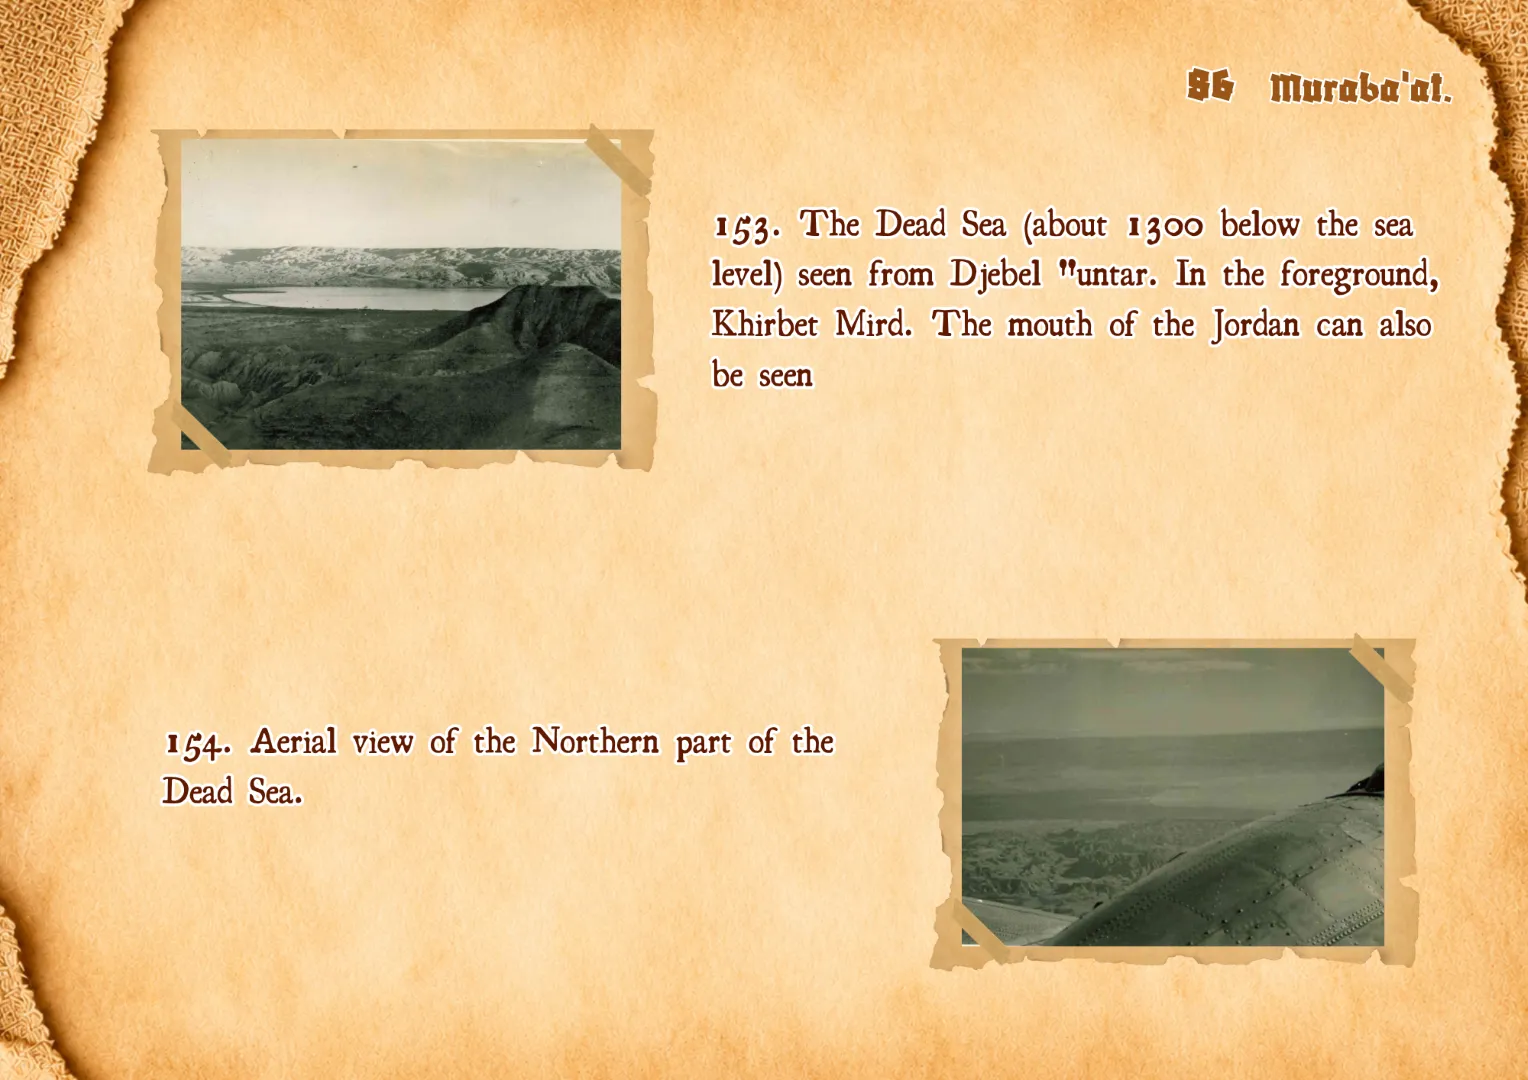 86 Muraba'at.
153. The Dead Sea (about 1300 below the sea
level) seen from Djebel "untar. In the foreground,
Khirbet Mird. The mouth of the Jordan can also
be seen
154. Aerial view of the Northern part of the
Dead Sea.